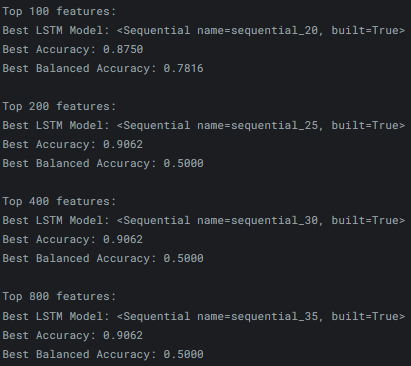 Top 100 features:
Best LSTM Model: <Sequential name=sequential_20, built=True>
Best Accuracy: 0.8750
Best Balanced Accuracy: 0.7816
Top 200 features:
Best LSTM Model: <Sequential name=sequential_25, built=True>
Best Accuracy: 0.9062
Best Balanced Accuracy: 0.5000
Top 400 features:
Best LSTM Model: <Sequential name=sequential_30, built=True>
Best Accuracy: 0.9062
Best Balanced Accuracy: 0.5000
Top 800 features:
Best LSTM Model: <Sequential name=sequential_35, built=True>
Best Accuracy: 0.9062
Best Balanced Accuracy: 0.5000